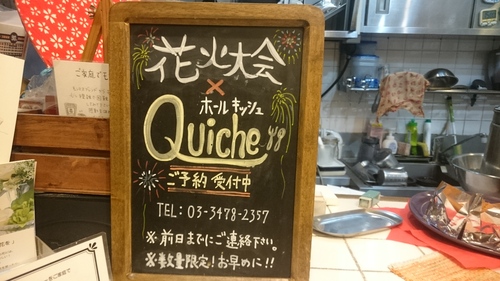 花火大会
×
ホールキッシュ
Quiche
ご予約 受付中
TEL: 03-3478-2357
※前日までにご連絡下さい。
※数量限定!お早めに!!